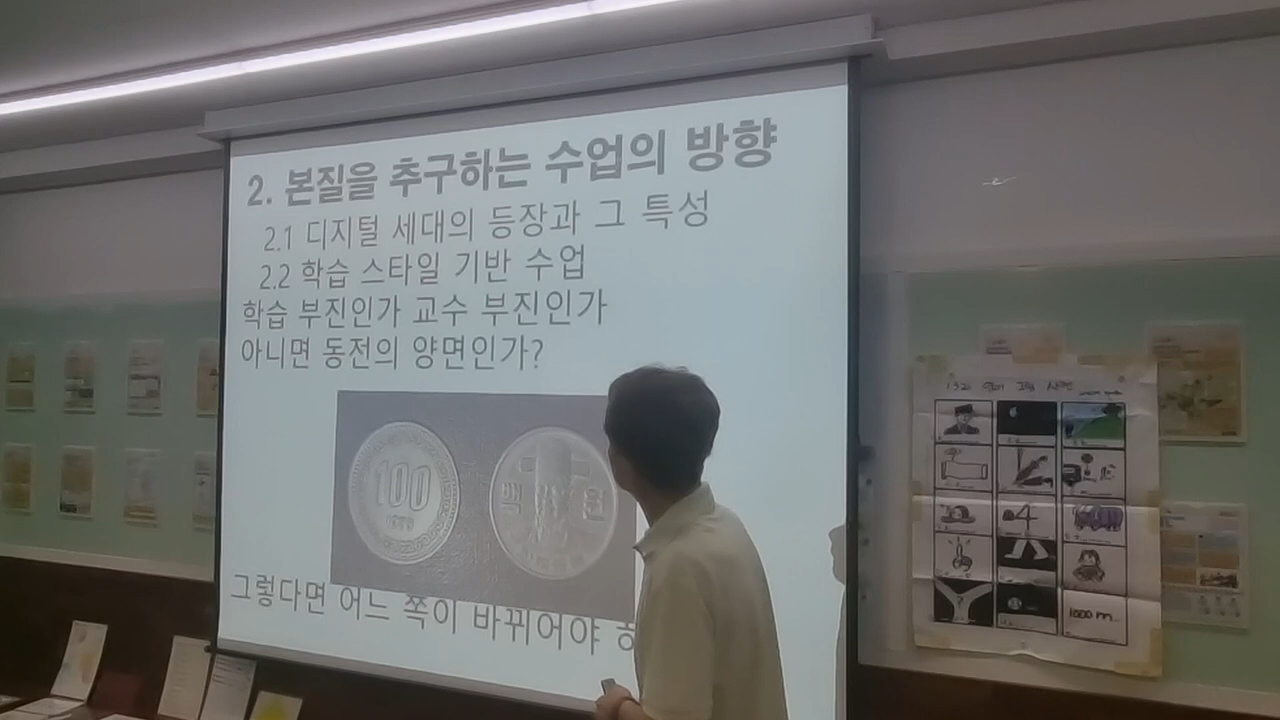 2. 본질을 추구하는 수업의 방향
2.1 디지털 세대의 등장과 그 특성
2.2 학습 스타일 기반 수업
학습 부진인가 교수 부진인가
아니면 동전의 양면인가?
100
백 원
그렇다면 어느 쪽이 바뀌어야
1000 m